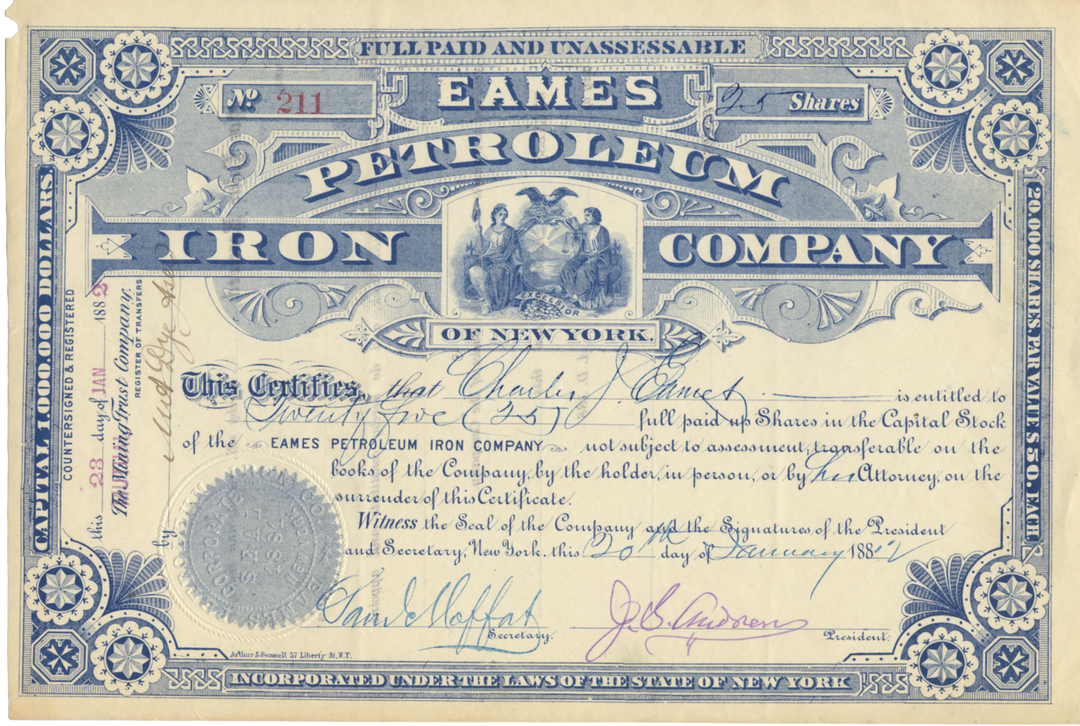 FULL PAID AND UNASSESSABLE
No 211
EAMES
25 Shares
PETROLEUM
IRON COMPANY
EXCELSIOR
OF NEW YORK.
CAPITAL 1,000,000 DOLLARS.
COUNTERSIGNED & REGISTERED
this 23 day of JAN 1882
The Mining Trust Company.
REGISTER OF TRANSFERS
by
20,000 SHARES PAR VALUE $50. EACH
This Certifies, that Charles J. Eames is entitled to
Twenty five (25) full paid up Shares in the Capital Stock
of the EAMES PETROLEUM IRON COMPANY not subject to assessment, transferable on the
books of the Company, by the holder, in person, or by his Attorney, on the
surrender of this Certificate.
Witness the Seal of the Company and the Signatures of the President
and Secretary, New York. this 20th day of January 1882
CORPORATE SEAL 1881
Moffat
Secretary.
President.
Arthur & Bonnell 57 Liberty St, N.Y.
INCORPORATED UNDER THE LAWS OF THE STATE OF NEW YORK